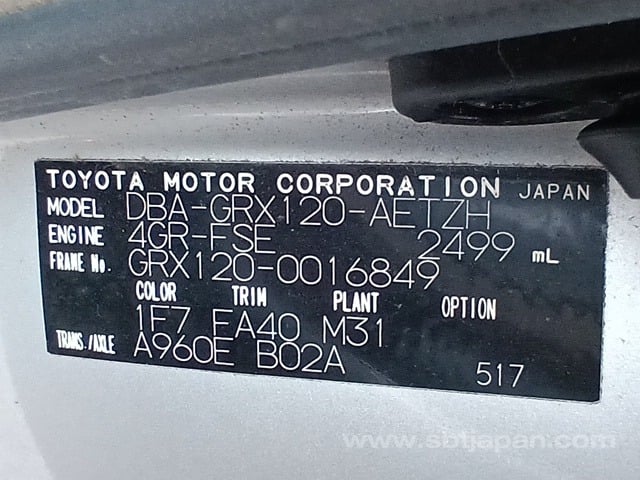 TOYOTA MOTOR CORPORATION JAPAN
MODEL DBA-GRX120-AETZH
ENGINE 4GR-FSE 2499 mL
FRAME No. GRX120-0016849
COLOR TRIM PLANT OPTION
1F7 FA40 M31
TRANS./AXLE A960E B02A
517
www.sbtjapan.com